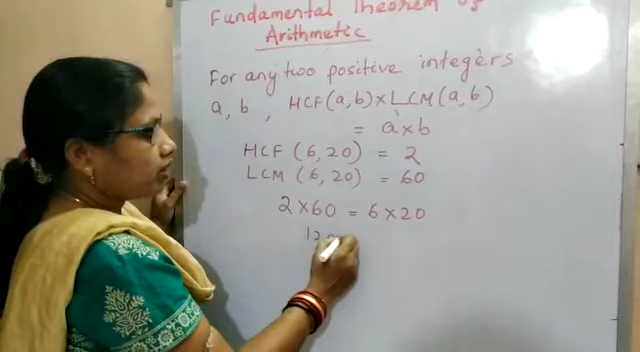 Fundamental Theorem of
Arithmetic
For any two positive integers
a, b, HCF(a,b)×LCM(a,b)
= a×b
HCF (6,20) = 2
LCM (6,20) = 60
2×60 = 6×20
12